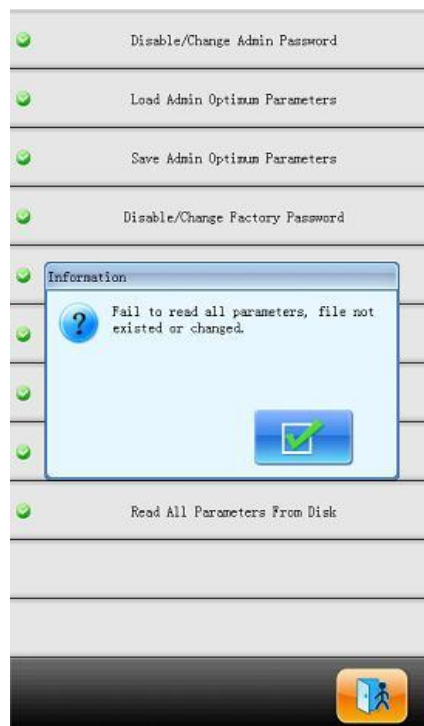 Disable/Change Admin Password
Load Admin Optimum Parameters
Save Admin Optimum Parameters
Disable/Change Factory Password
Information
Fail to read all parameters, file not
existed or changed.
Read All Parameters From Disk